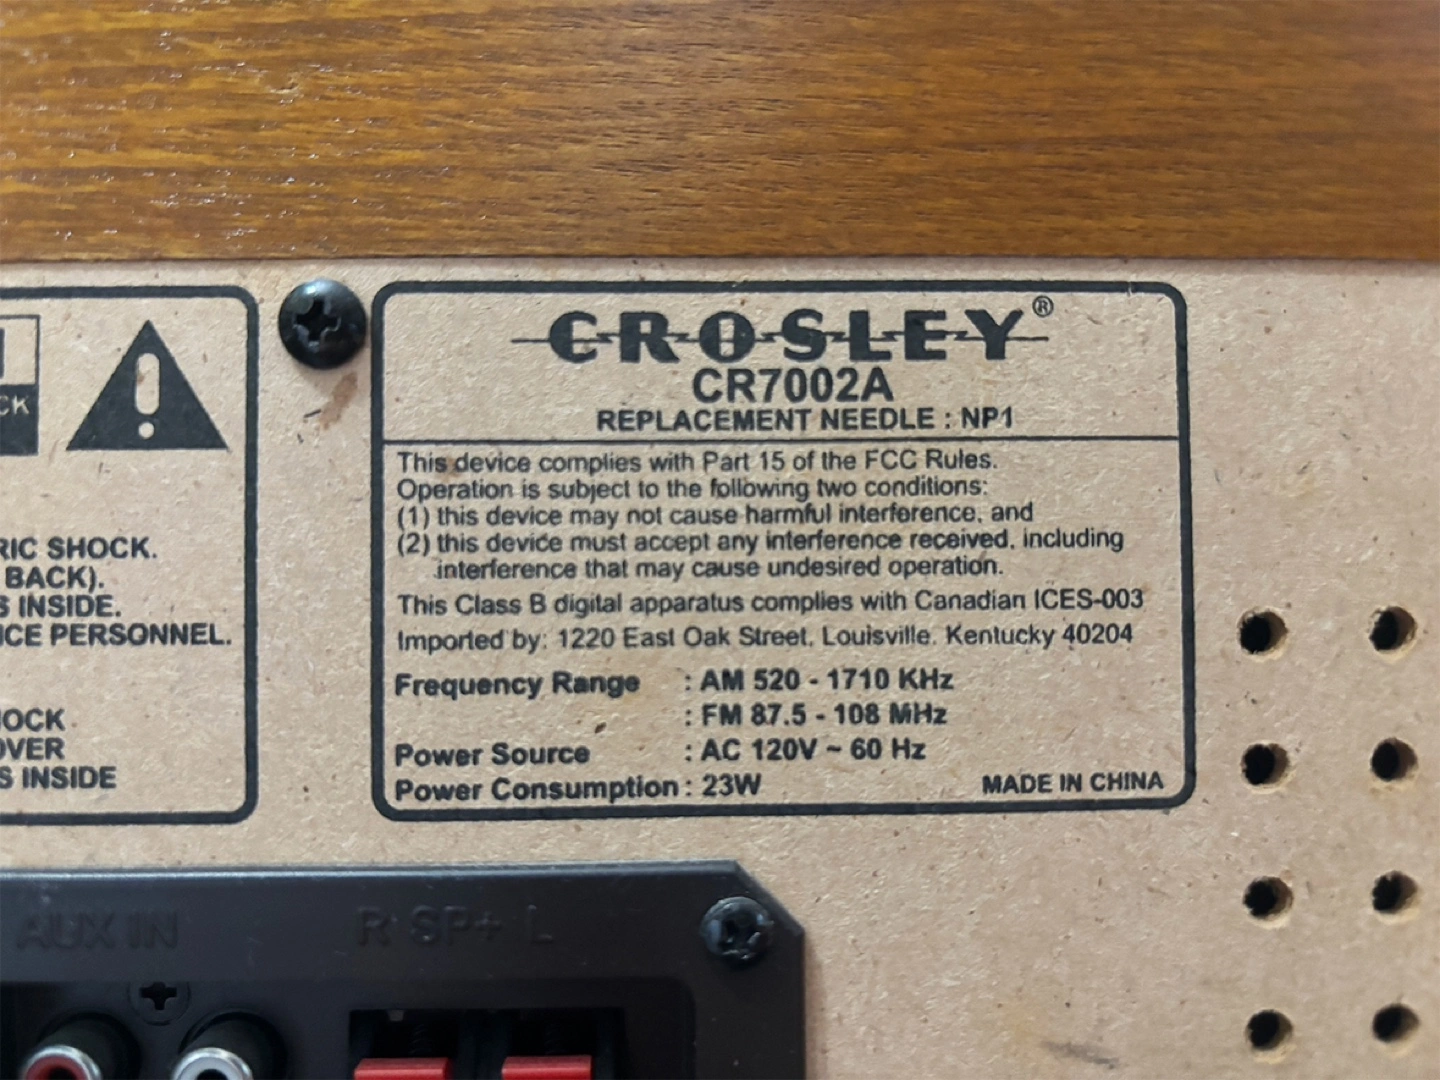 CK
RIC SHOCK.
BACK).
S INSIDE.
ICE PERSONNEL.
HOCK
OVER
S INSIDE
CROSLEY®
CR7002A
REPLACEMENT NEEDLE : NP1
This device complies with Part 15 of the FCC Rules.
Operation is subject to the following two conditions:
(1) this device may not cause harmful interference, and
(2) this device must accept any interference received, including
interference that may cause undesired operation.
This Class B digital apparatus complies with Canadian ICES-003
Imported by: 1220 East Oak Street, Louisville, Kentucky 40204
Frequency Range : AM 520 - 1710 KHz
: FM 87.5 - 108 MHz
Power Source : AC 120V ~ 60 Hz
Power Consumption : 23W MADE IN CHINA
AUX IN R SP+ L